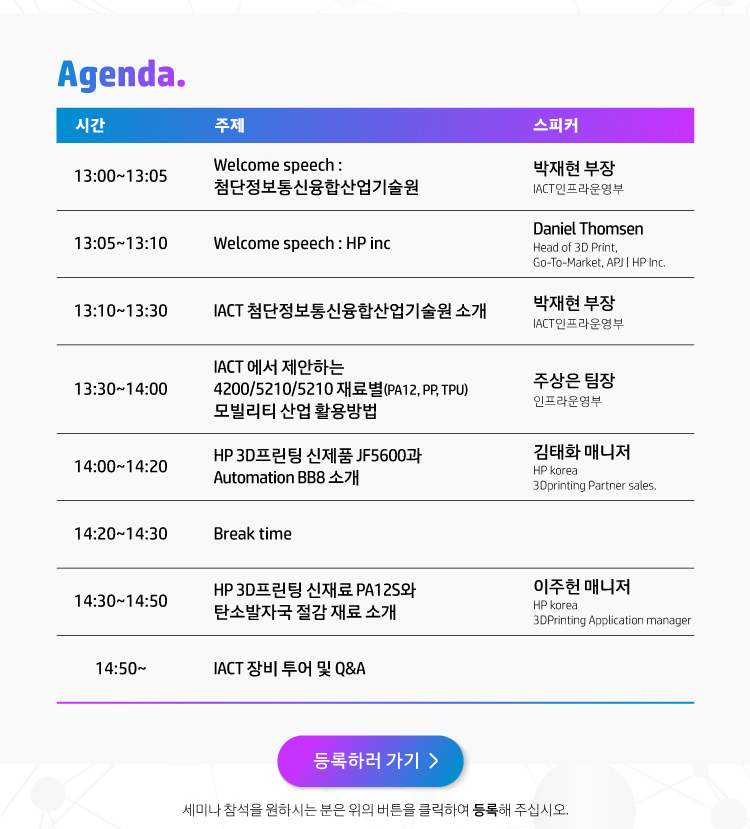 Agenda.
시간 주제 스피커
13:00~13:05
Welcome speech :
첨단정보통신융합산업기술원
박재현 부장
IACT인프라운영부
13:05~13:10
Welcome speech : HP inc
Daniel Thomsen
Head of 3D Print,
Go-To-Market, APJ | HP Inc.
13:10~13:30
IACT 첨단정보통신융합산업기술원 소개
박재현 부장
IACT인프라운영부
13:30~14:00
IACT 에서 제안하는
4200/5210/5210 재료별(PA12, PP, TPU)
모빌리티 산업 활용방법
주상은 팀장
인프라운영부
14:00~14:20
HP 3D프린팅 신제품 JF5600과
Automation BB8 소개
김태화 매니저
HP korea
3Dprinting Partner sales.
14:20~14:30
Break time
14:30~14:50
HP 3D프린팅 신재료 PA12S와
탄소발자국 절감 재료 소개
이주헌 매니저
HP korea
3DPrinting Application manager
14:50~
IACT 장비 투어 및 Q&A
등록하러 가기 >
세미나 참석을 원하시는 분은 위의 버튼을 클릭하여 등록해 주십시오.